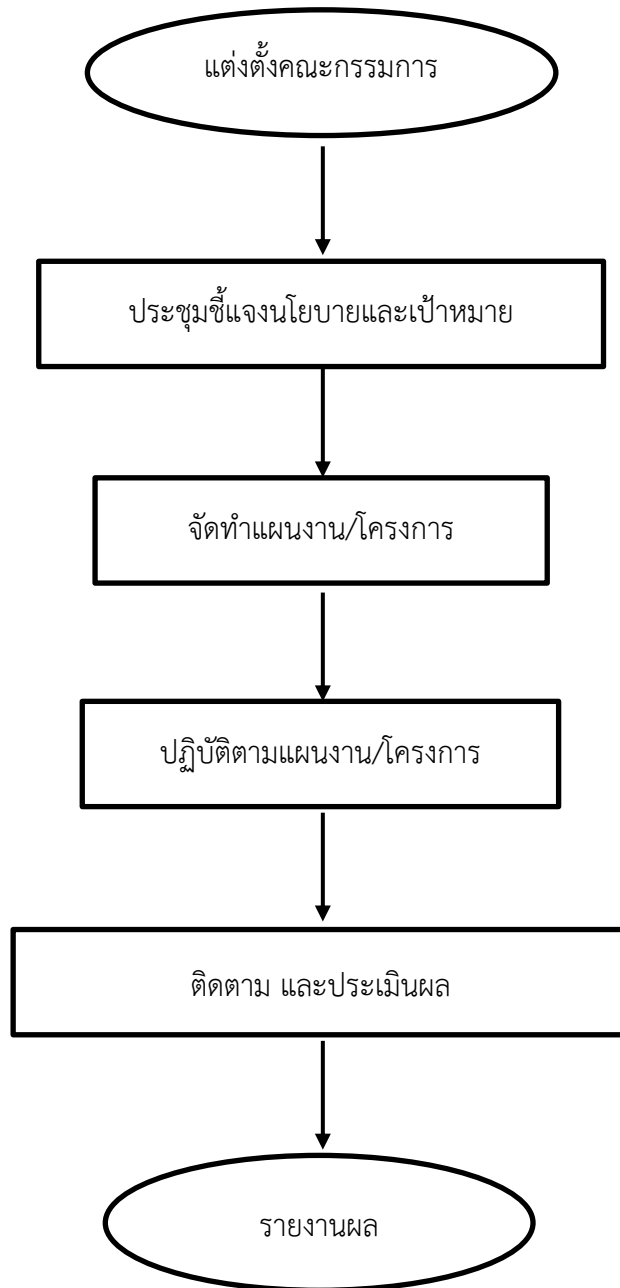 แต่งตั้งคณะกรรมการ
ประชุมชี้แจงนโยบายและเป้าหมาย
จัดทำแผนงาน/โครงการ
ปฏิบัติตามแผนงาน/โครงการ
ติดตาม และประเมินผล
รายงานผล